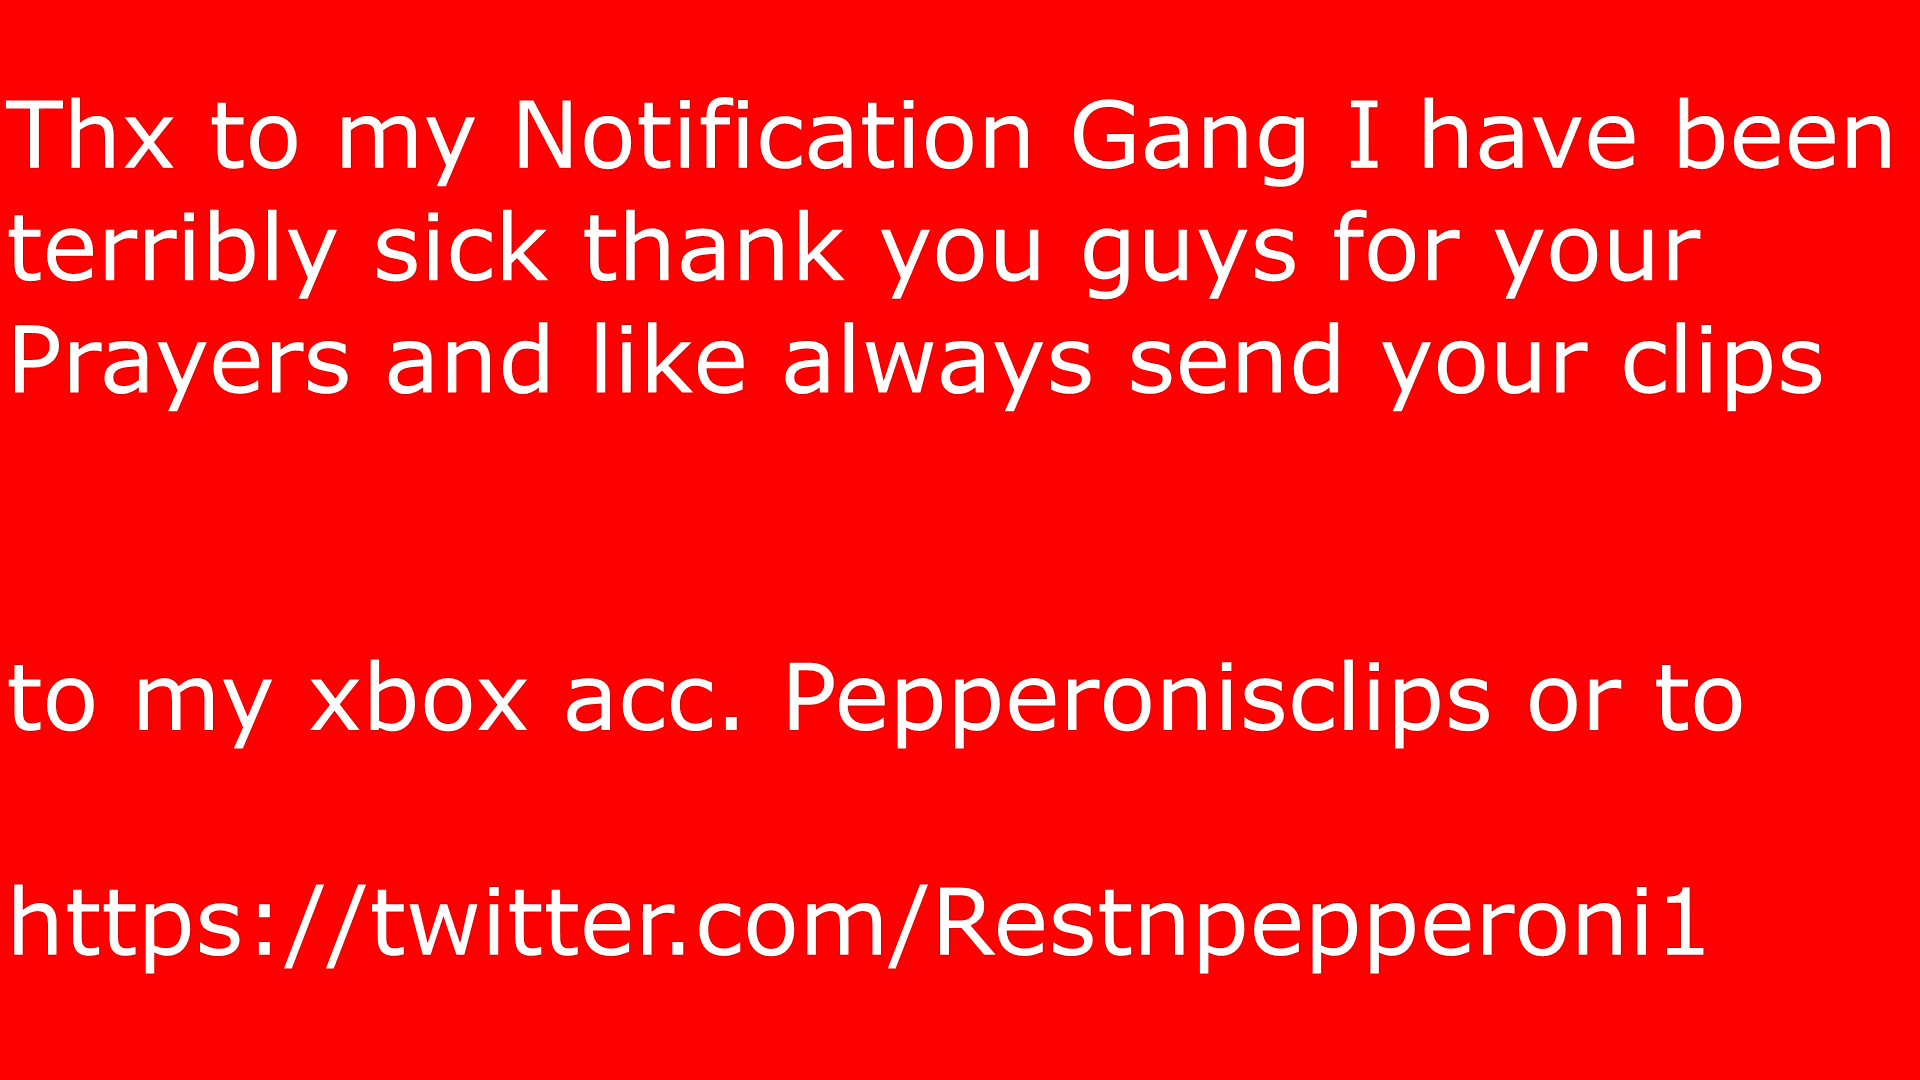 Thx to my Notification Gang I have been
terribly sick thank you guys for your
Prayers and like always send your clips
to my xbox acc. Pepperonisclips or to
https://twitter.com/Restnpepperoni1